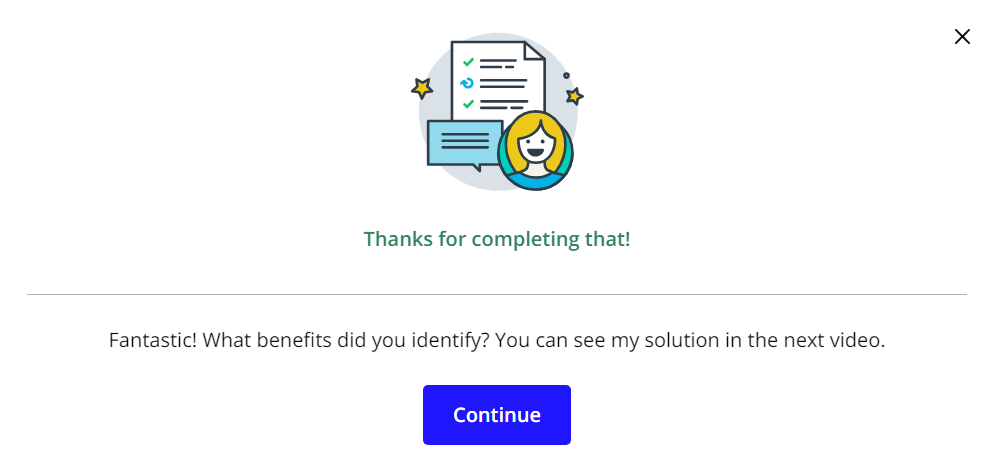 Thanks for completing that!
Fantastic! What benefits did you identify? You can see my solution in the next video.
Continue